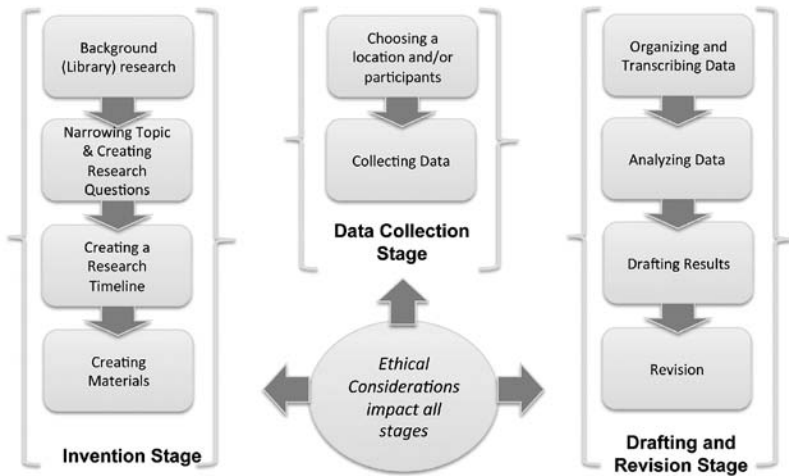 Background
(Library) research
Narrowing Topic
& Creating
Research
Questions
Creating a
Research
Timeline
Creating
Materials
Invention Stage
Choosing a
location and/or
participants
Collecting Data
Data Collection
Stage
Ethical
Considerations
impact all
stages
Organizing and
Transcribing Data
Analyzing Data
Drafting Results
Revision
Drafting and
Revision Stage